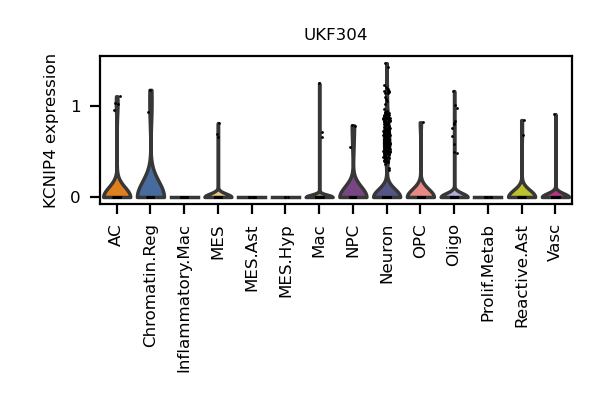 UKF304
KCNIP4 expression
1
0
AC
Chromatin.Reg
Inflammatory.Mac
MES
MES.Ast
MES.Hyp
Mac
NPC
Neuron
OPC
Oligo
Prolif.Metab
Reactive.Ast
Vasc